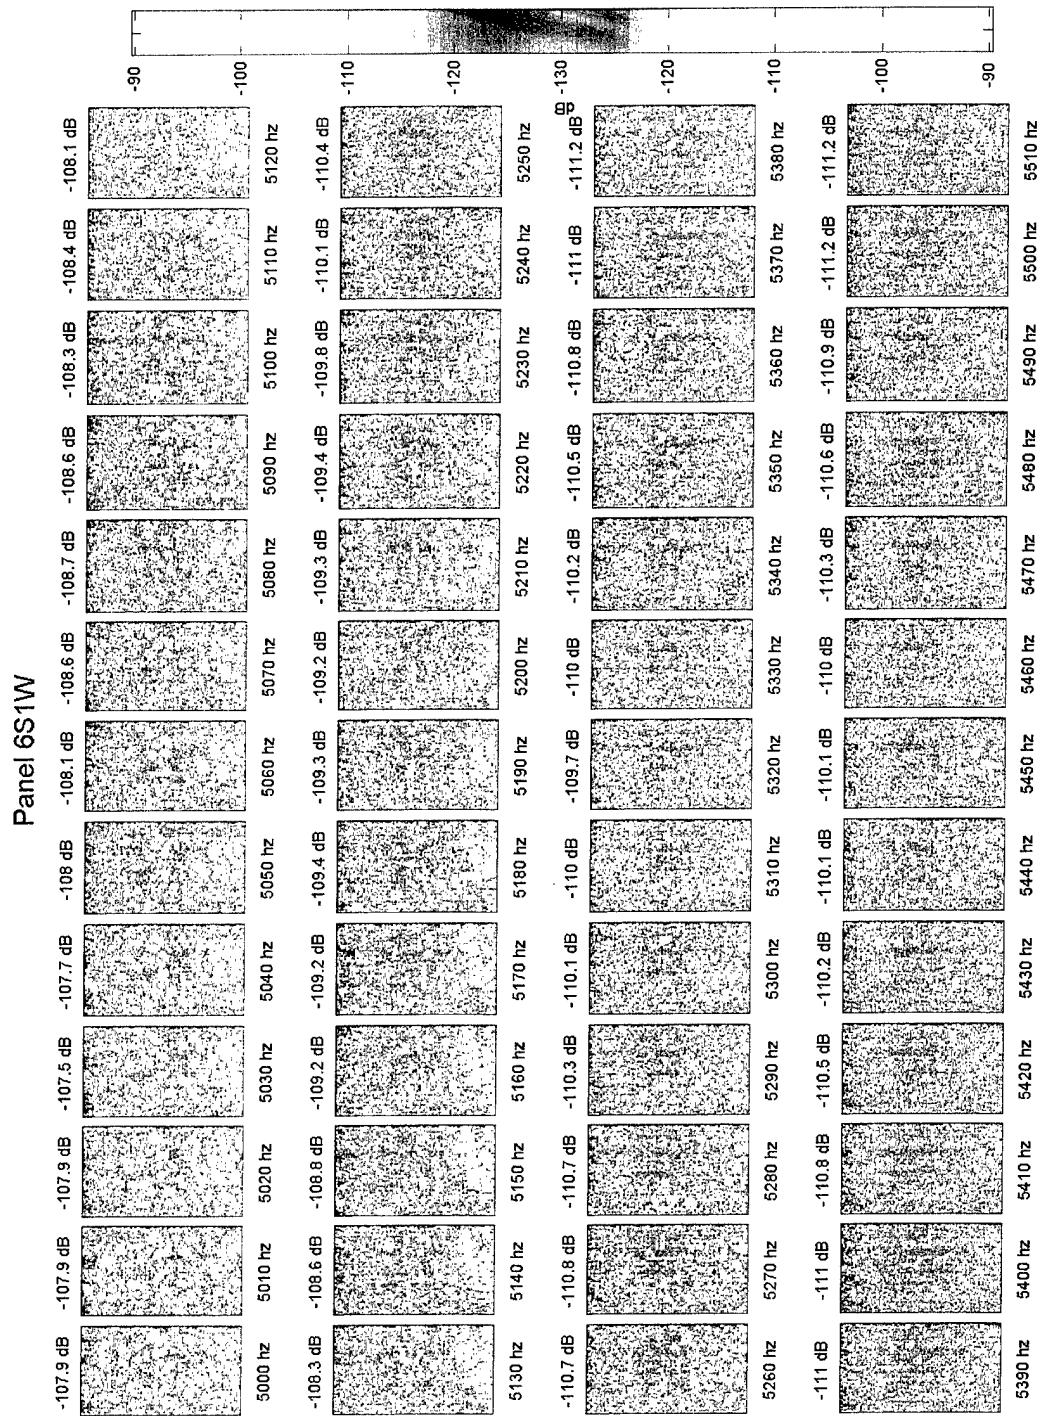 Panel 6S1W
-107.9 dB -107.9 dB -107.9 dB -107.5 dB -107.7 dB -108 dB -108.1 dB -108.6 dB -108.7 dB -108.6 dB -108.3 dB -108.4 dB -108.1 dB
5000 hz 5010 hz 5020 hz 5030 hz 5040 hz 5050 hz 5060 hz 5070 hz 5080 hz 5090 hz 5100 hz 5110 hz 5120 hz
-108.3 dB -108.6 dB -108.8 dB -109.2 dB -109.2 dB -109.4 dB -109.3 dB -109.2 dB -109.3 dB -109.4 dB -109.8 dB -110.1 dB -110.4 dB
5130 hz 5140 hz 5150 hz 5160 hz 5170 hz 5180 hz 5190 hz 5200 hz 5210 hz 5220 hz 5230 hz 5240 hz 5250 hz
-110.7 dB -110.8 dB -110.7 dB -110.3 dB -110.1 dB -110 dB -109.7 dB -110 dB -110.2 dB -110.5 dB -110.8 dB -111 dB -111.2 dB
5260 hz 5270 hz 5280 hz 5290 hz 5300 hz 5310 hz 5320 hz 5330 hz 5340 hz 5350 hz 5360 hz 5370 hz 5380 hz
-111 dB -111 dB -110.8 dB -110.5 dB -110.2 dB -110.1 dB -110.1 dB -110 dB -110.3 dB -110.6 dB -110.9 dB -111.2 dB -111.2 dB
5390 hz 5400 hz 5410 hz 5420 hz 5430 hz 5440 hz 5450 hz 5460 hz 5470 hz 5480 hz 5490 hz 5500 hz 5510 hz
-90
-100
-110
-120
-130
-120
-110
-100
-90
dB